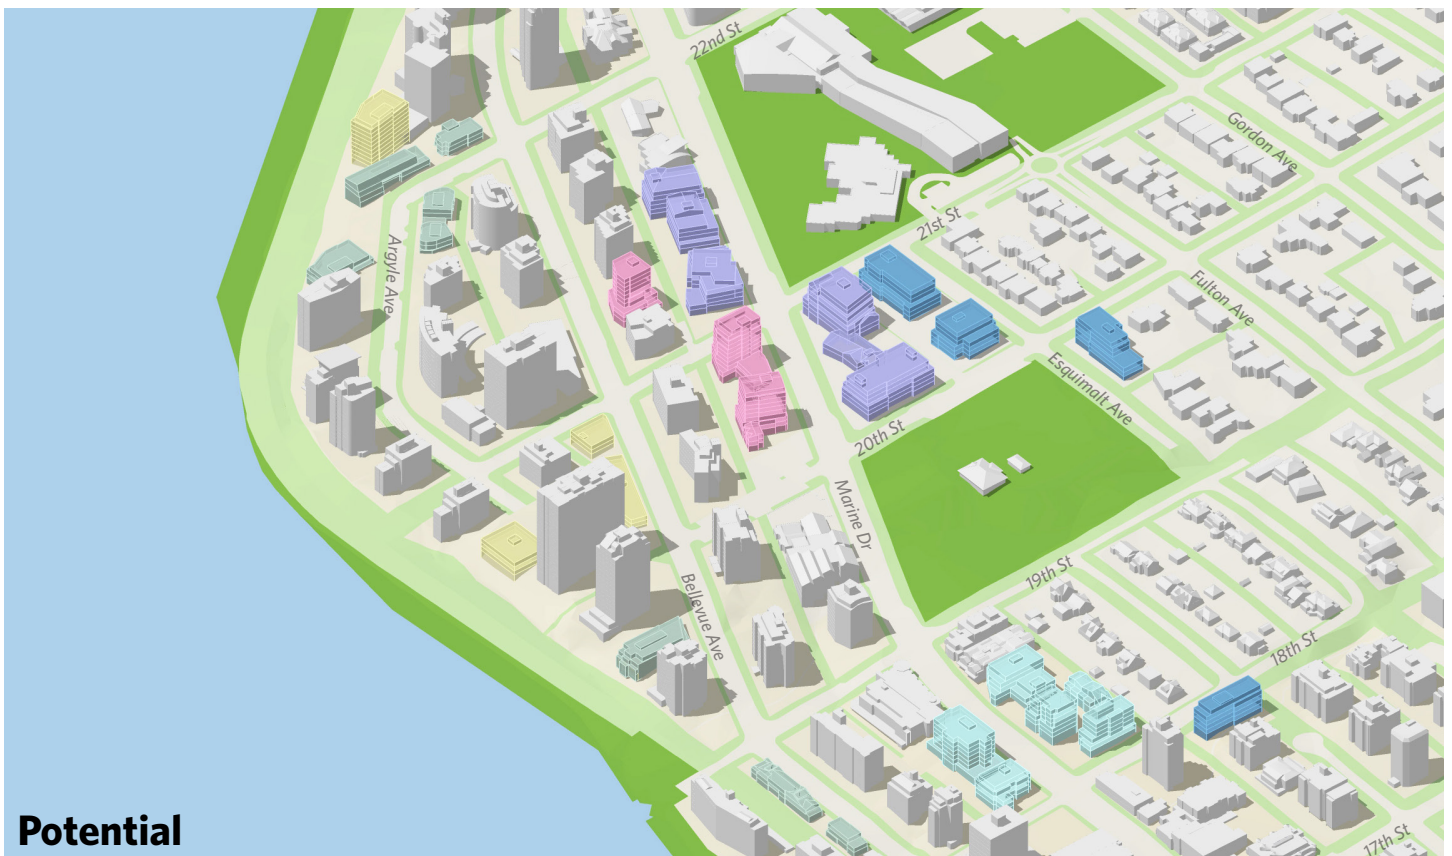 22nd St
Gordon Ave
21st St
Argyle Ave
Fulton Ave
Esquimalt Ave
20th St
Marine Dr
19th St
Bellevue Ave
18th St
Potential
17th St